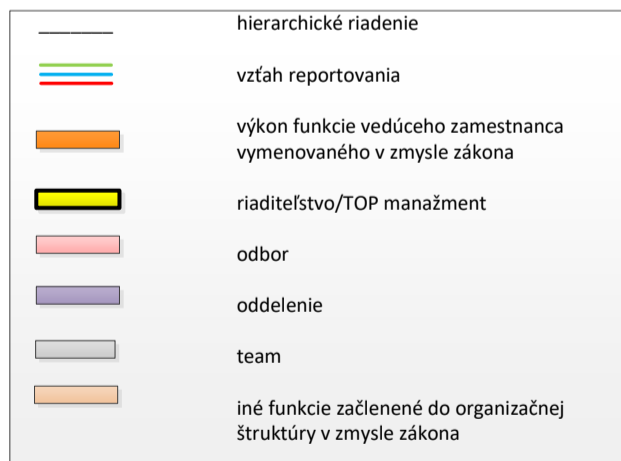 hierarchické riadenie
vzťah reportovania
výkon funkcie vedúceho zamestnanca
vymenovaného v zmysle zákona
riaditeľstvo/TOP manažment
odbor
oddelenie
team
iné funkcie začlenené do organizačnej
štruktúry v zmysle zákona